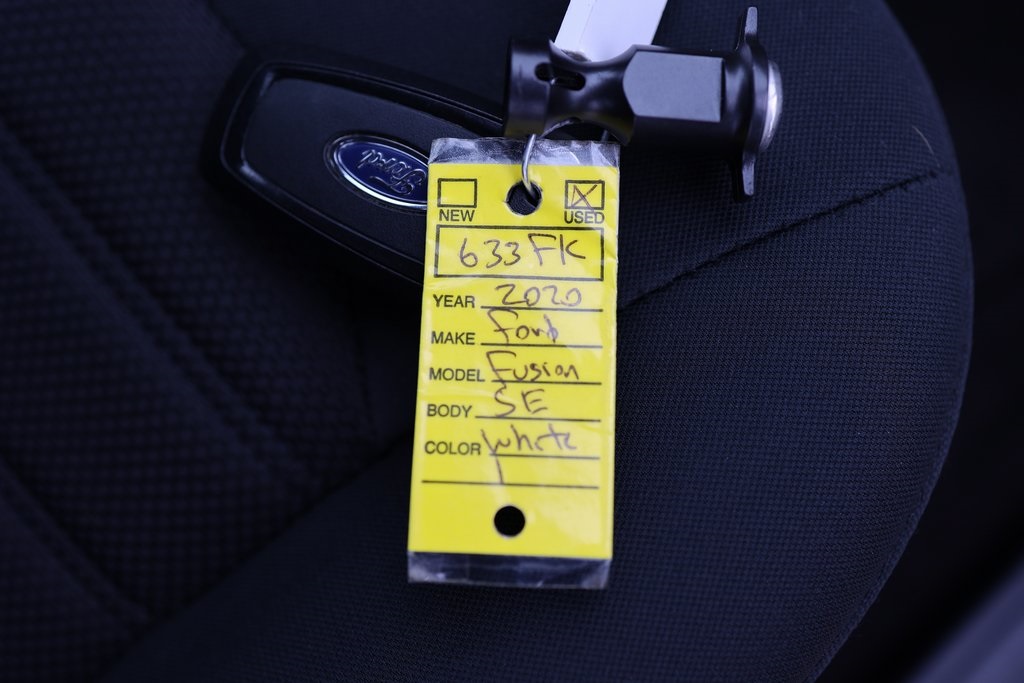 Ford
NEW USED
633FK
YEAR 2020
MAKE Ford
MODEL Fusion
BODY SE
COLOR white